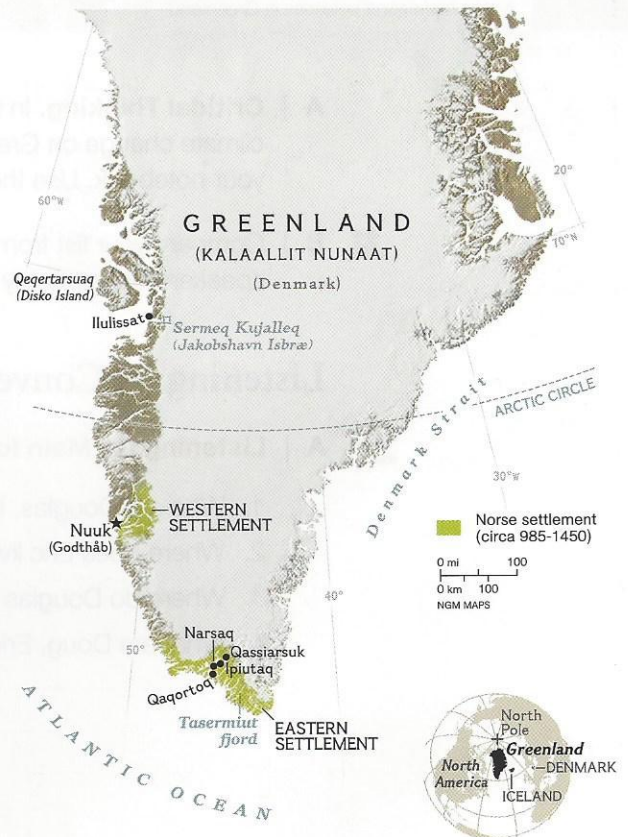 20°
70°N
60°W
GREENLAND
(KALAALLIT NUNAAT)
(Denmark)
Qeqertarsuaq
(Disko Island)
Ilulissat
Sermeq Kujalleq
(Jakobshavn Isbræ)
Denmark Strait
ARCTIC CIRCLE
30°W
WESTERN
SETTLEMENT
Nuuk
(Godthåb)
Norse settlement
(circa 985-1450)
0 mi 100
0 km 100
NGM MAPS
40°
50°
Narsaq
Qassiarsuk
Ipiutaq
Qaqortoq
Tasermiut
fjord
EASTERN
SETTLEMENT
ATLANTIC OCEAN
North
Pole
Greenland
North
America
DENMARK
ICELAND